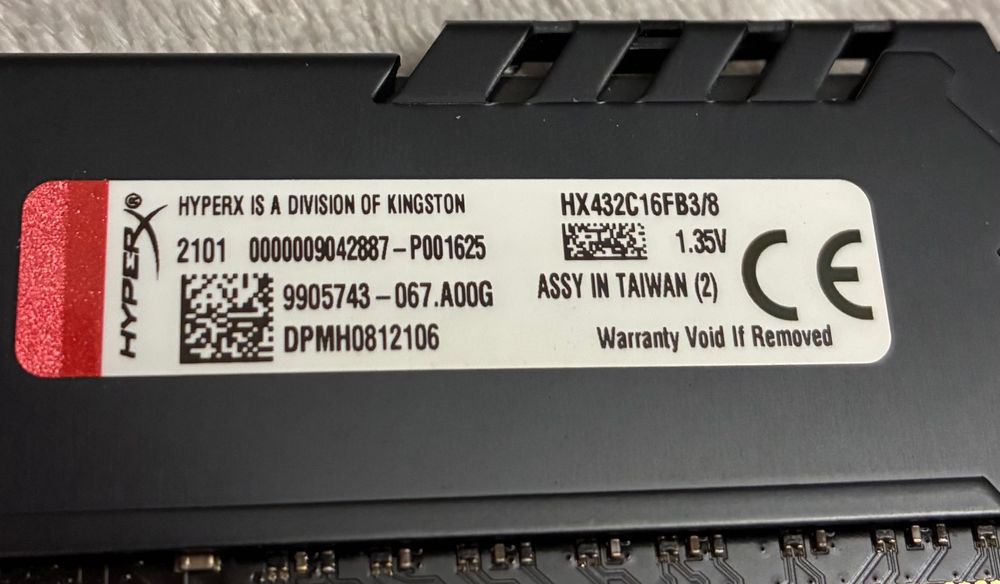 HYPERX®
HYPERX IS A DIVISION OF KINGSTON
2101 0000009042887-P001625
9905743-067.A00G
DPMH0812106
HX432C16FB3/8
1.35V
ASSY IN TAIWAN (2)
Warranty Void If Removed
CE